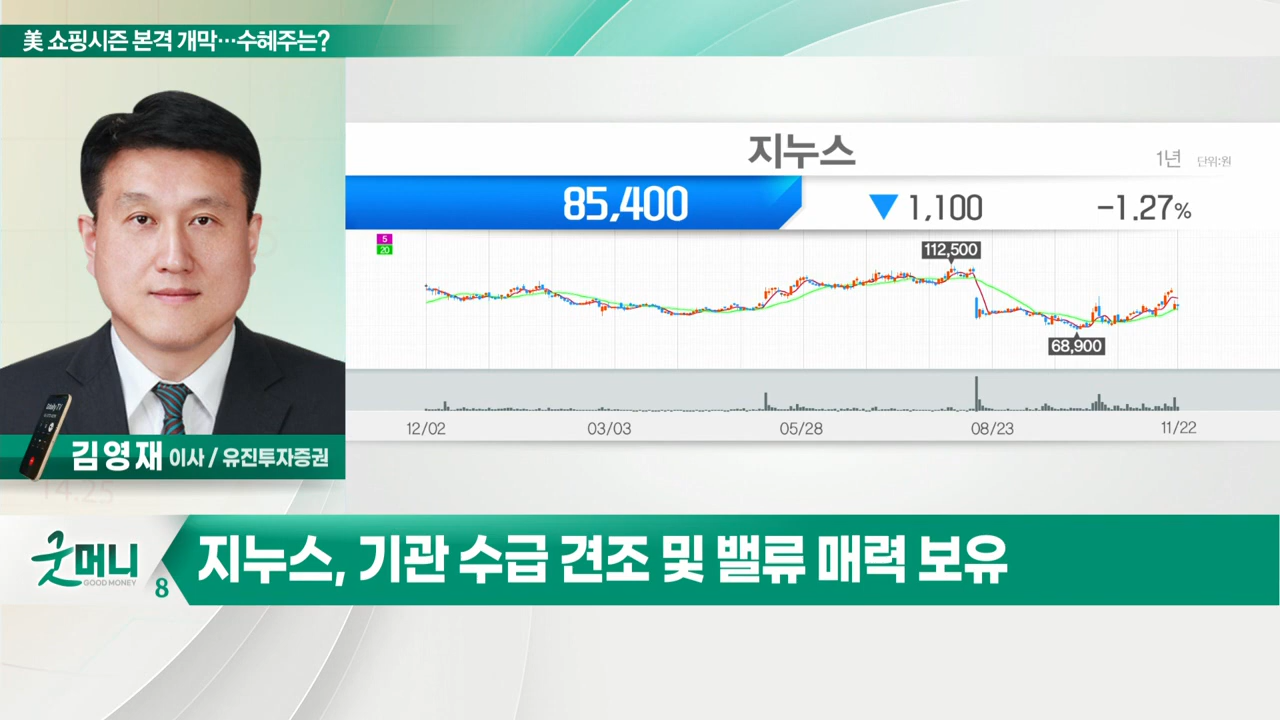 美 쇼핑시즌 본격 개막…수혜주는?
지누스
1년 단위:원
85,400 ▼1,100 -1.27%
5
20
112,500
68,900
12/02 03/03 05/28 08/23 11/22
김영재 이사 / 유진투자증권
14.25
굿머니
GOOD MONEY
8
지누스, 기관 수급 견조 및 밸류 매력 보유